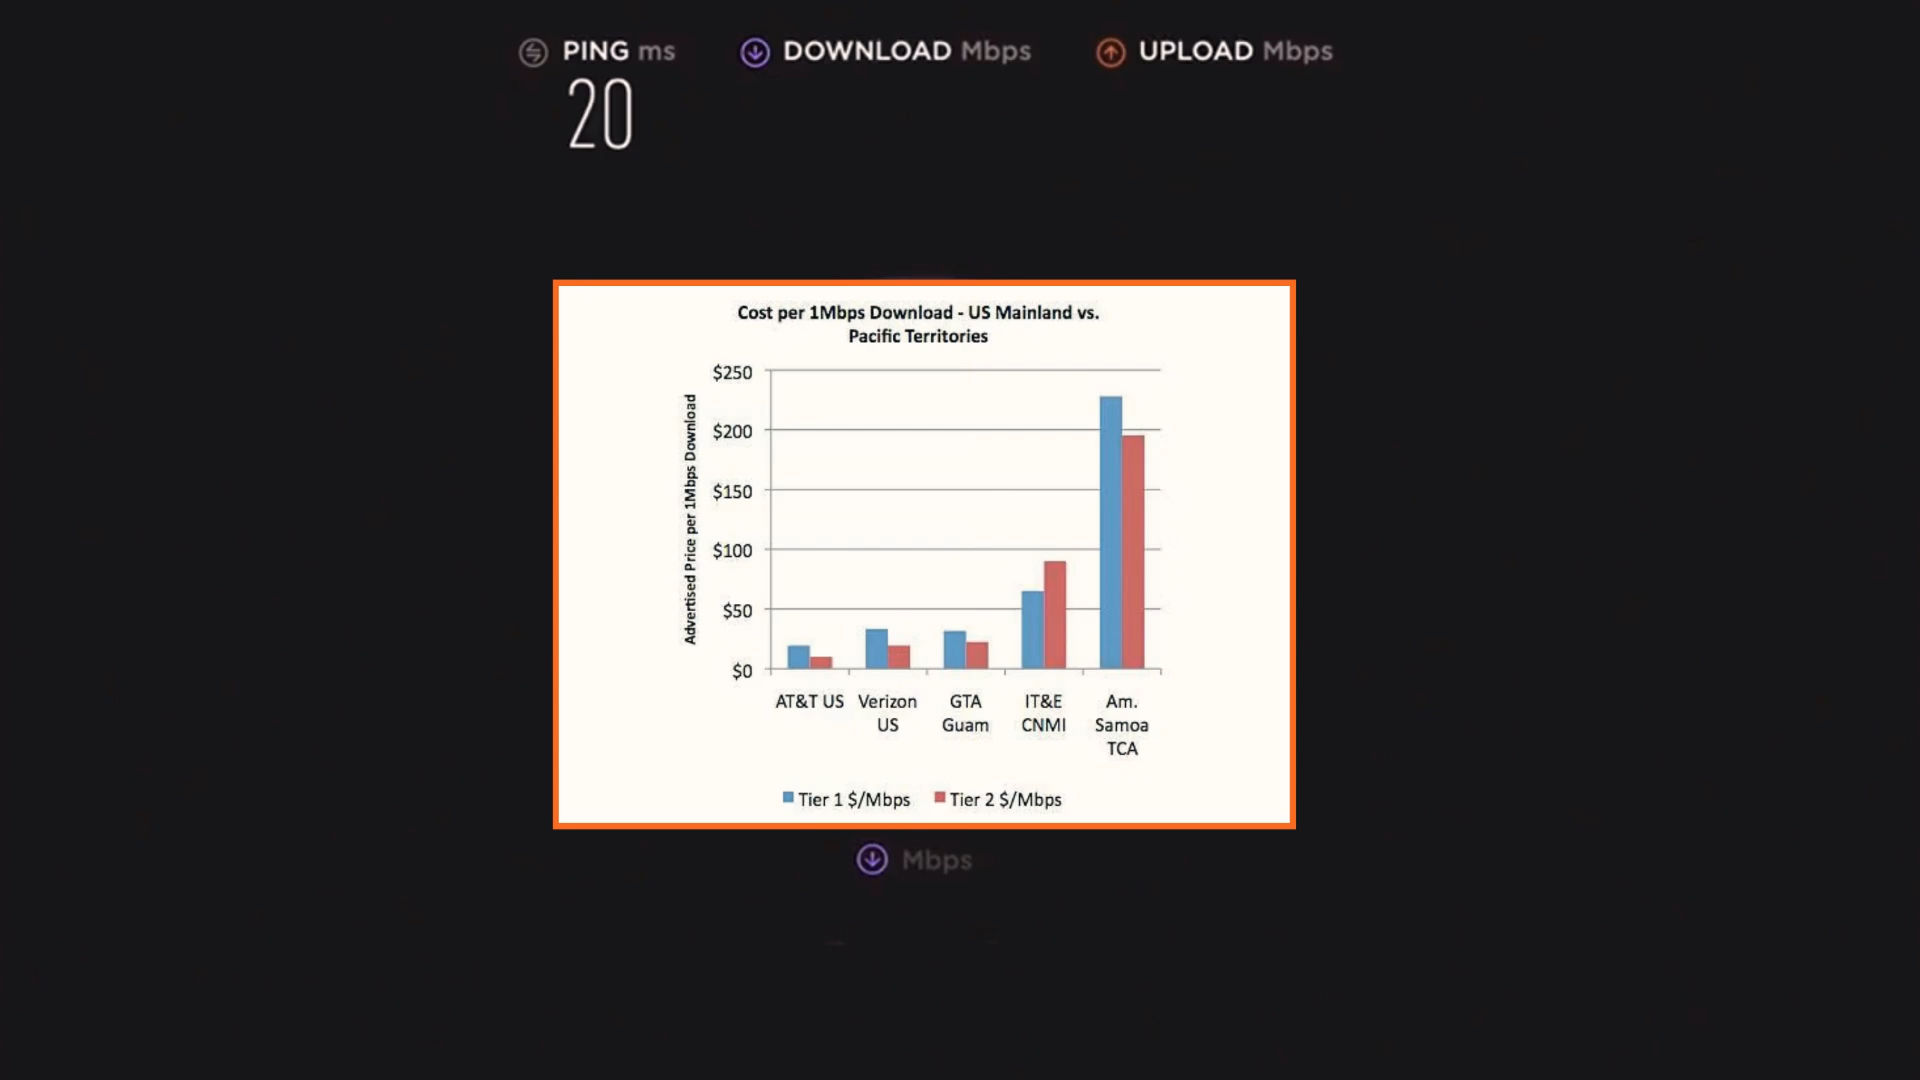 PING ms
DOWNLOAD Mbps
UPLOAD Mbps
20
Cost per 1Mbps Download - US Mainland vs.
Pacific Territories
Advertised Price per 1Mbps Download
$250
$200
$150
$100
$50
$0
AT&T US
Verizon
US
GTA
Guam
IT&E
CNMI
Am.
Samoa
TCA
Tier 1 $/Mbps
Tier 2 $/Mbps
Mbps